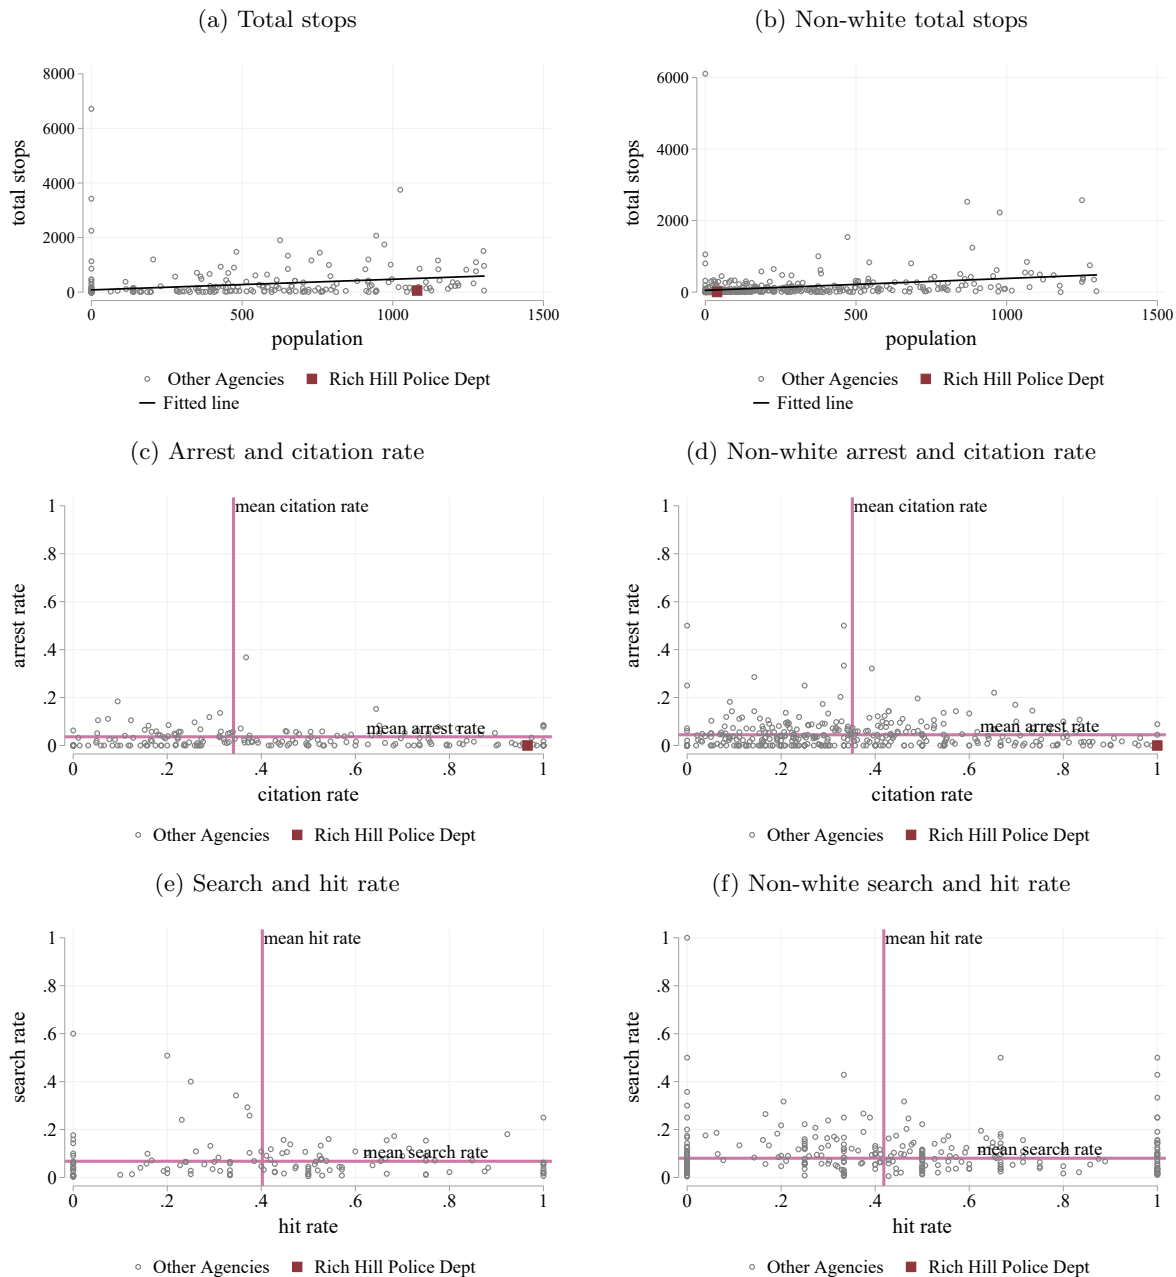 (a) Total stops
(b) Non-white total stops
8000
6000
4000
2000
0
total stops
0 500 1000 1500
population
Other Agencies Rich Hill Police Dept
Fitted line
6000
4000
2000
0
total stops
0 500 1000 1500
population
Other Agencies Rich Hill Police Dept
Fitted line
(c) Arrest and citation rate
(d) Non-white arrest and citation rate
1
.8
.6
.4
.2
0
arrest rate
mean citation rate
mean arrest rate
0 .2 .4 .6 .8 1
citation rate
Other Agencies Rich Hill Police Dept
1
.8
.6
.4
.2
0
arrest rate
mean citation rate
mean arrest rate
0 .2 .4 .6 .8 1
citation rate
Other Agencies Rich Hill Police Dept
(e) Search and hit rate
(f) Non-white search and hit rate
1
.8
.6
.4
.2
0
search rate
mean hit rate
mean search rate
0 .2 .4 .6 .8 1
hit rate
Other Agencies Rich Hill Police Dept
1
.8
.6
.4
.2
0
search rate
mean hit rate
mean search rate
0 .2 .4 .6 .8 1
hit rate
Other Agencies Rich Hill Police Dept